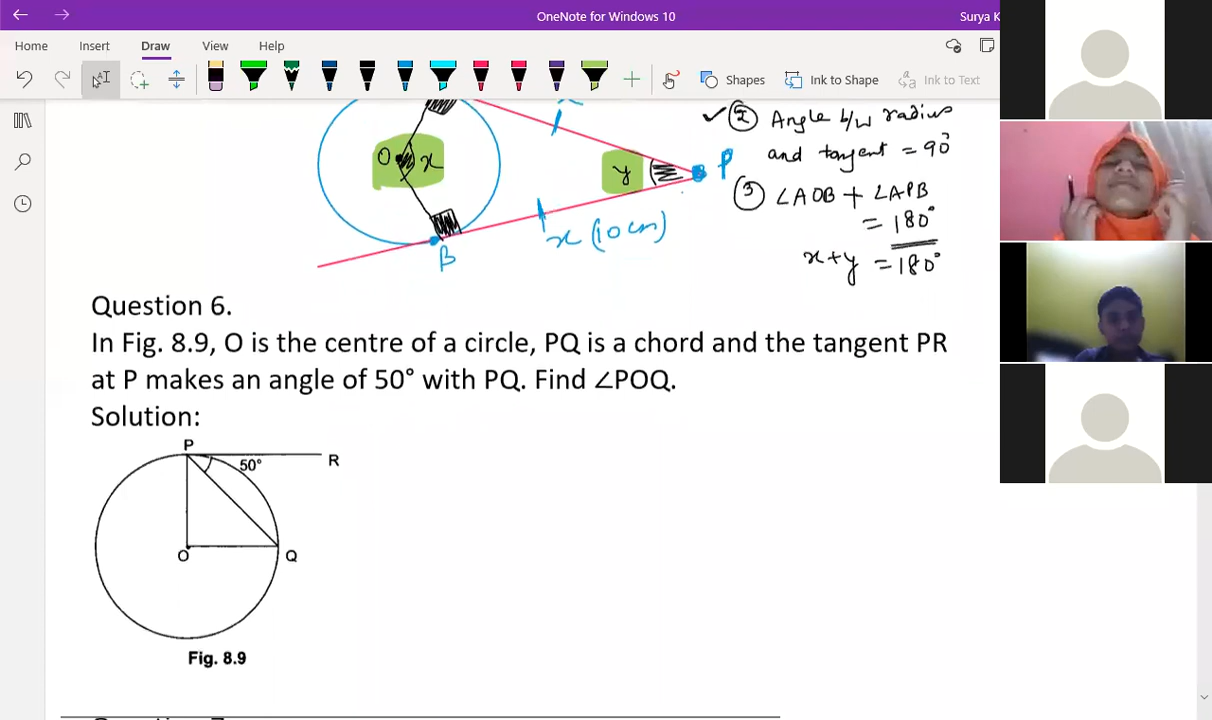 OneNote for Windows 10
Surya K
Home Insert Draw View Help
Shapes
Ink to Shape
Ink to Text
② Angle b/w radius
and tangent = 90°
③ ∠AOB + ∠APB
= 180°
x+y = 180°
O x
y
P
x (10 cm)
B
Question 6.
In Fig. 8.9, O is the centre of a circle, PQ is a chord and the tangent PR
at P makes an angle of 50° with PQ. Find ∠POQ.
Solution:
P
50°
R
O
Q
Fig. 8.9